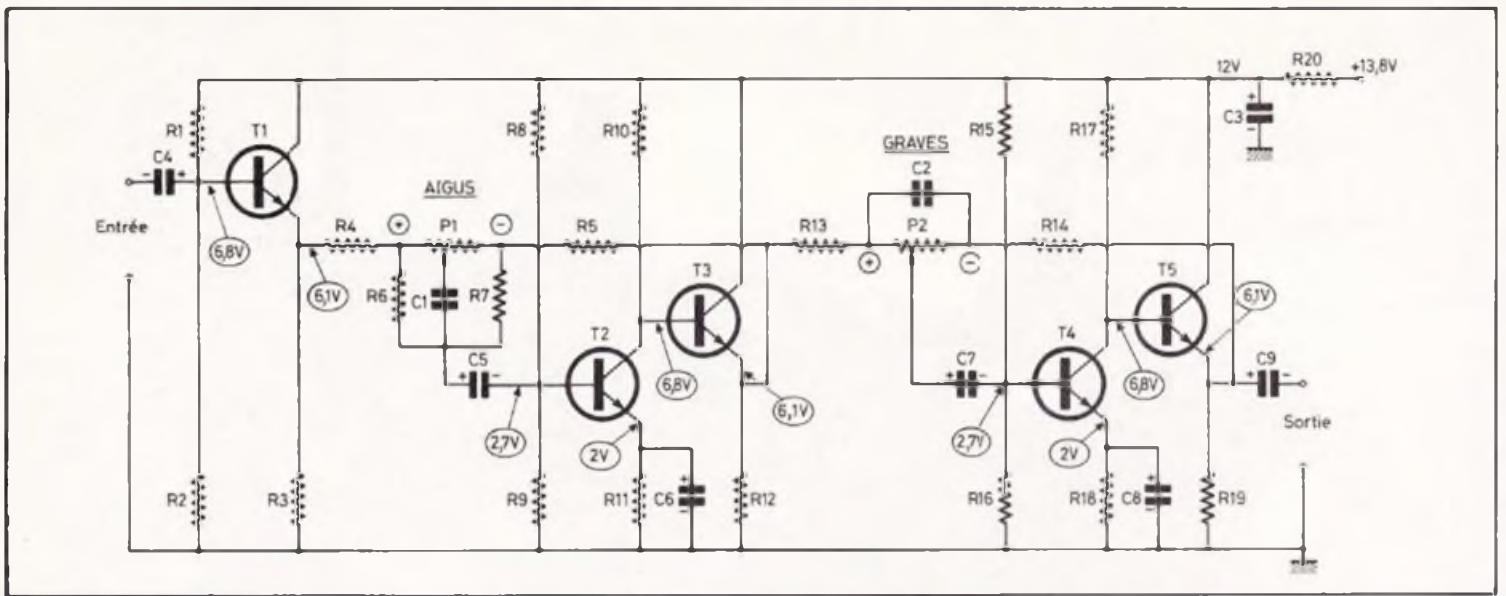 12V
R20
+13,8V
R1
T1
R8
R10
R15
R17
C3
+
-
C4
- +
GRAVES
C2
AIGUS
Entrée
6,8V
R4
+
P1
-
R5
R13
+
P2
-
R14
6,1V
R6
C1
R7
T3
T5
6,1V
C5
+ -
T2
6,8V
C7
+ -
T4
6,8V
C9
+ -
2,7V
6,1V
2,7V
Sortie
2V
2V
R2
R3
R9
R11
+
C6
-
R12
R16
R18
+
C8
-
R19